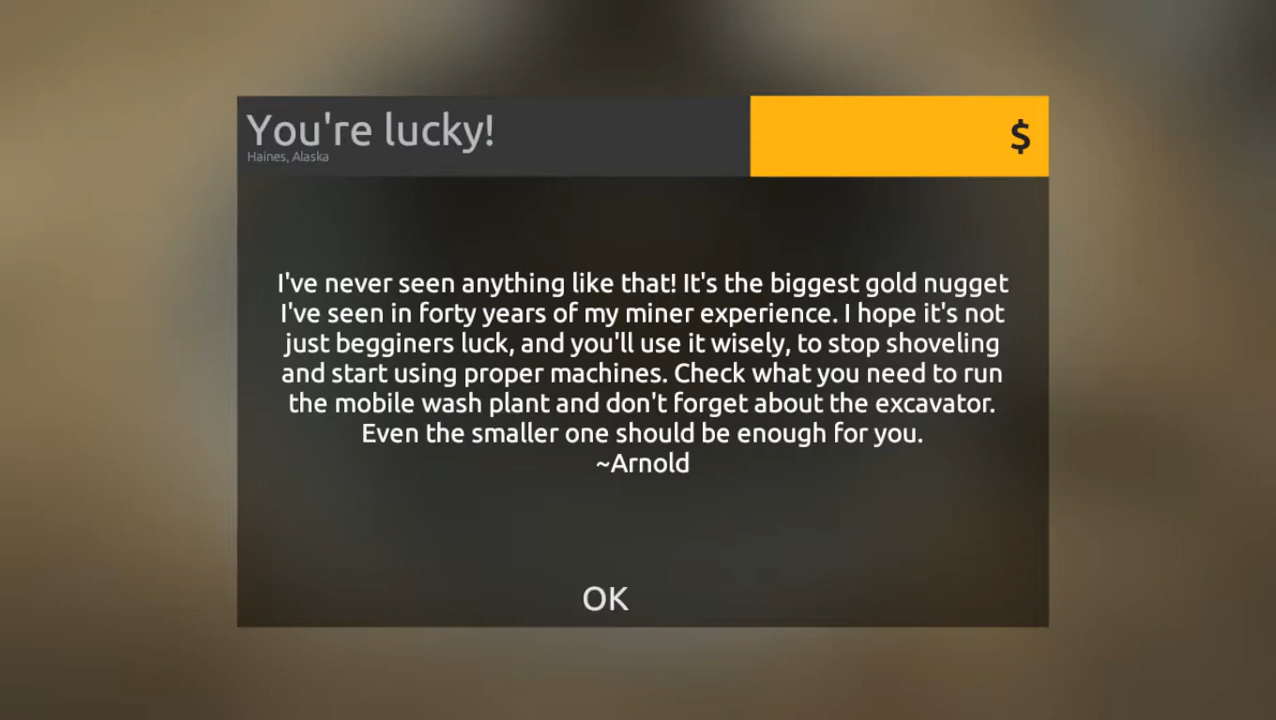 You're lucky!
Haines, Alaska
$
I've never seen anything like that! It's the biggest gold nugget
I've seen in forty years of my miner experience. I hope it's not
just begginers luck, and you'll use it wisely, to stop shoveling
and start using proper machines. Check what you need to run
the mobile wash plant and don't forget about the excavator.
Even the smaller one should be enough for you.
~Arnold
OK